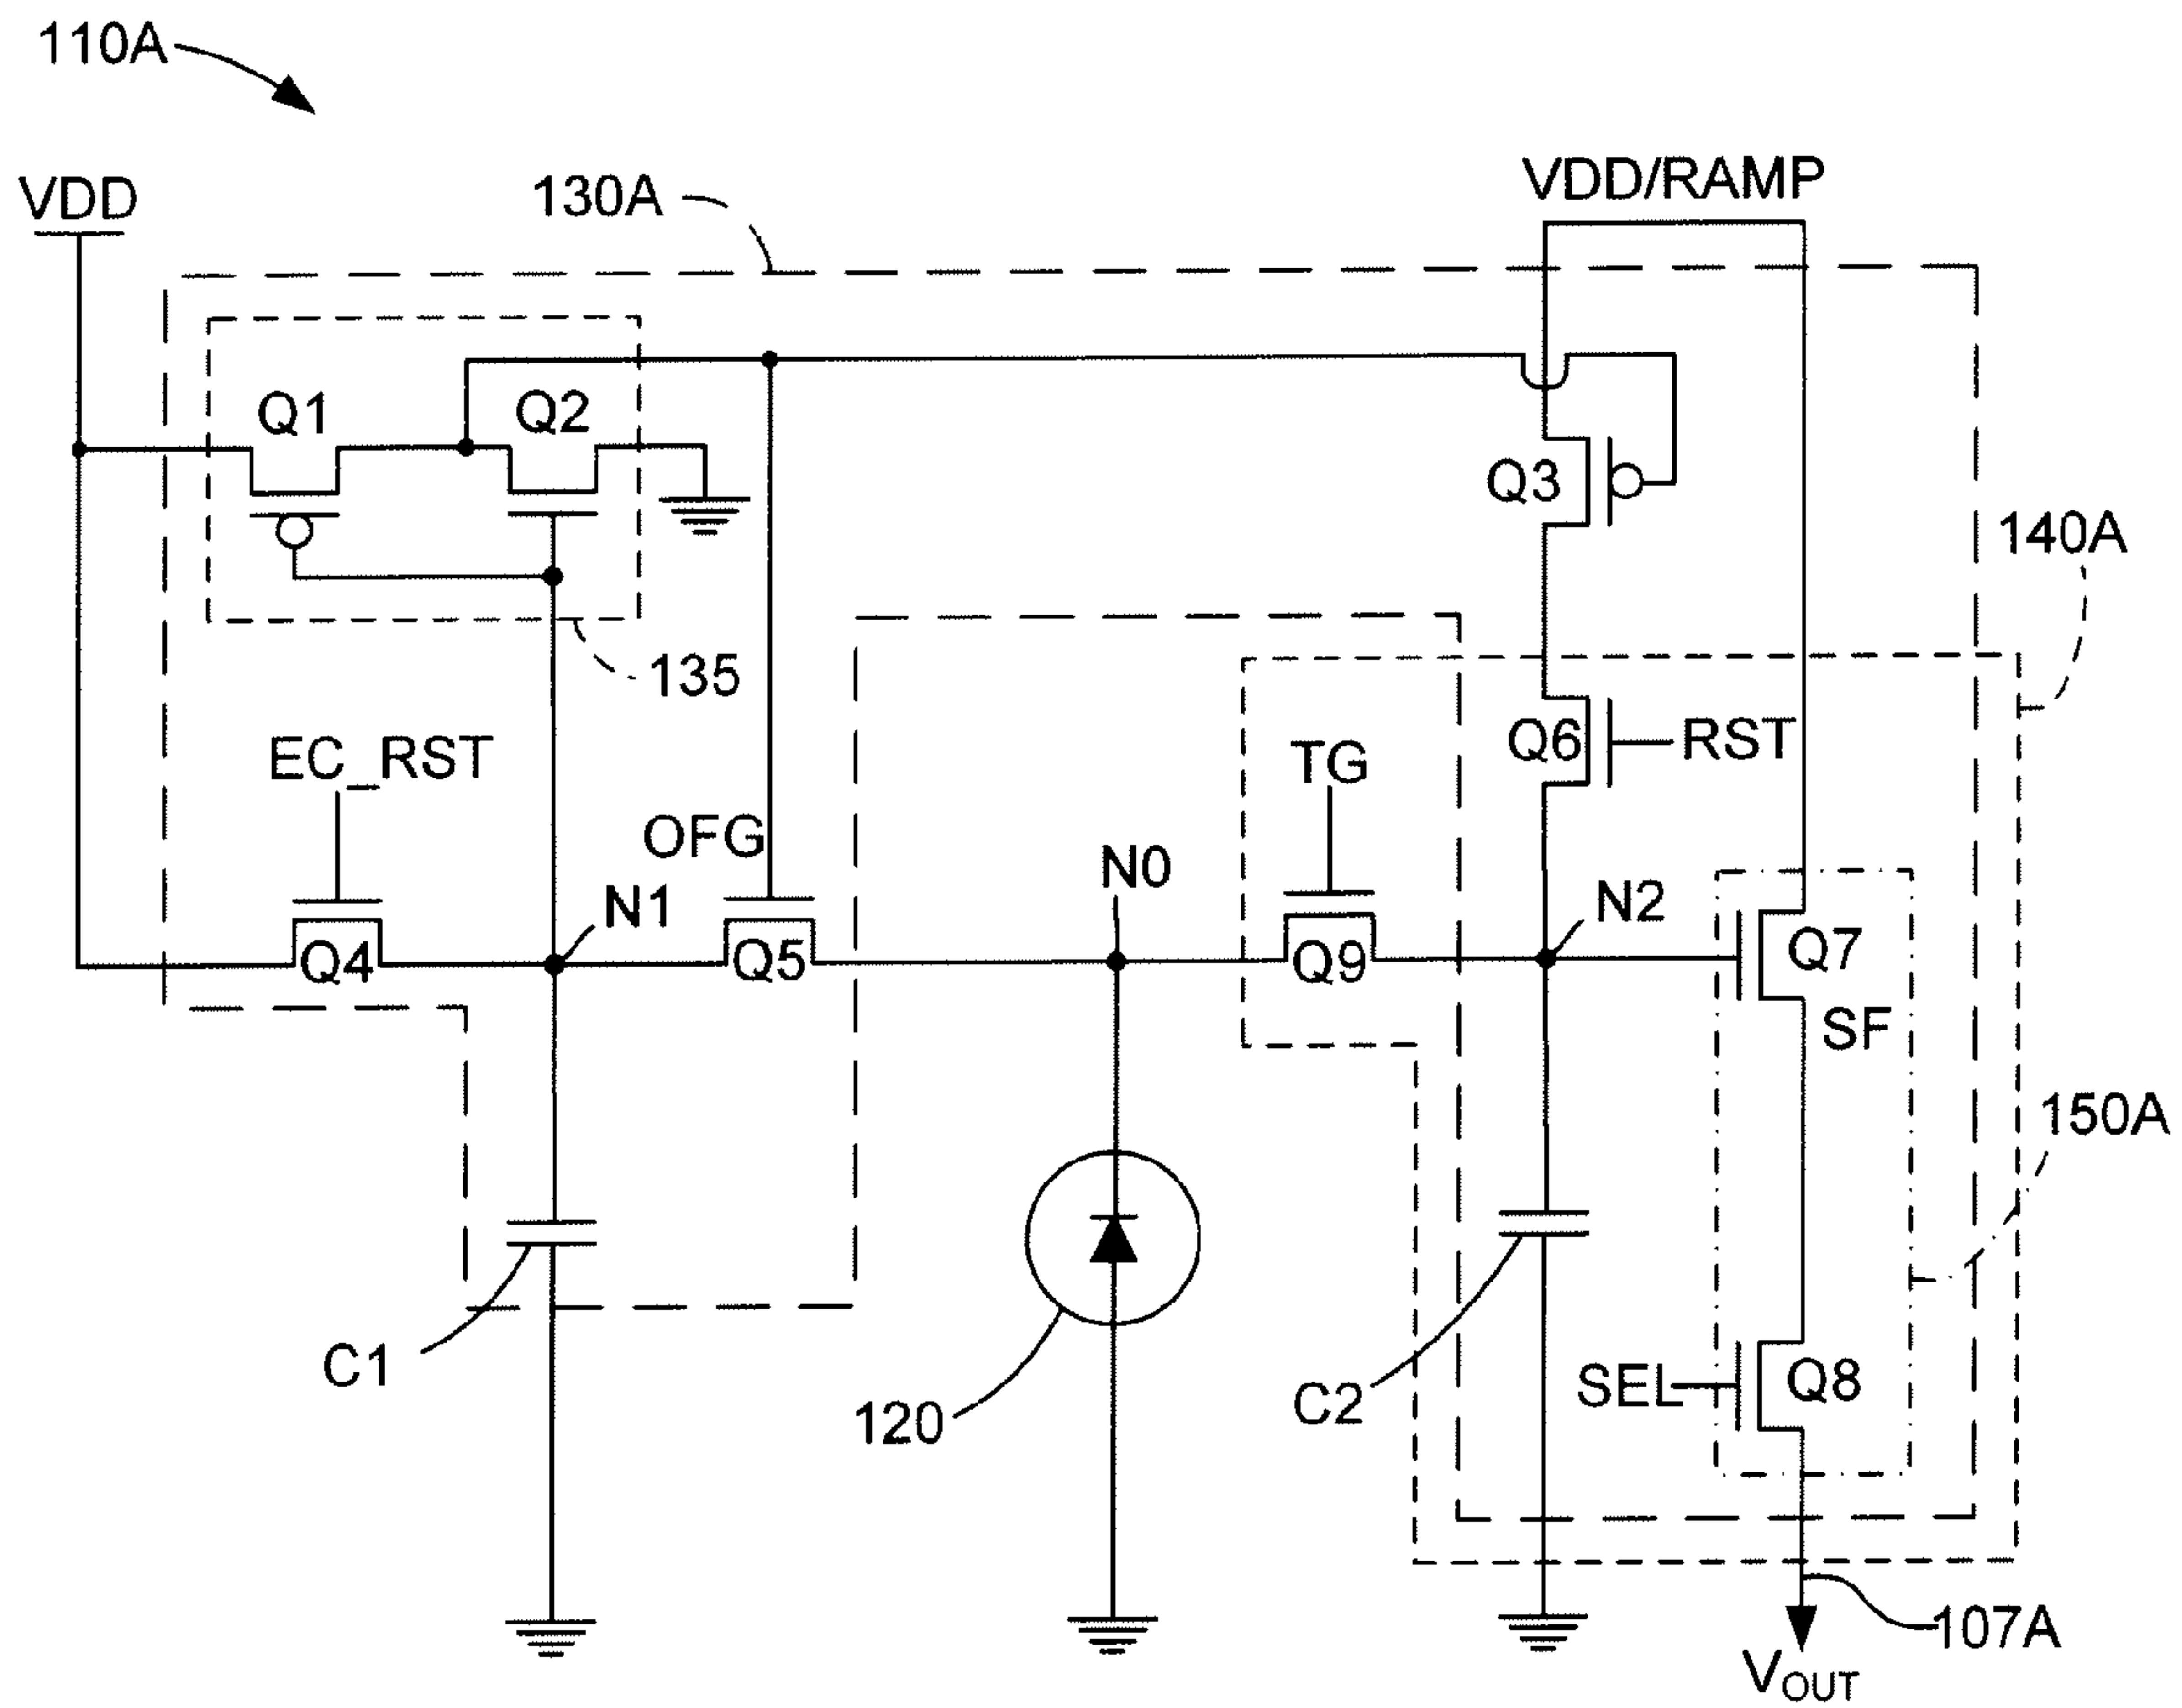 110A
VDD
130A
VDD/RAMP
Q1
Q2
Q3
140A
135
EC_RST
TG
Q6
RST
OFG
N0
N1
N2
Q4
Q5
Q9
Q7
SF
150A
C1
120
C2
SEL
Q8
107A
VOUT